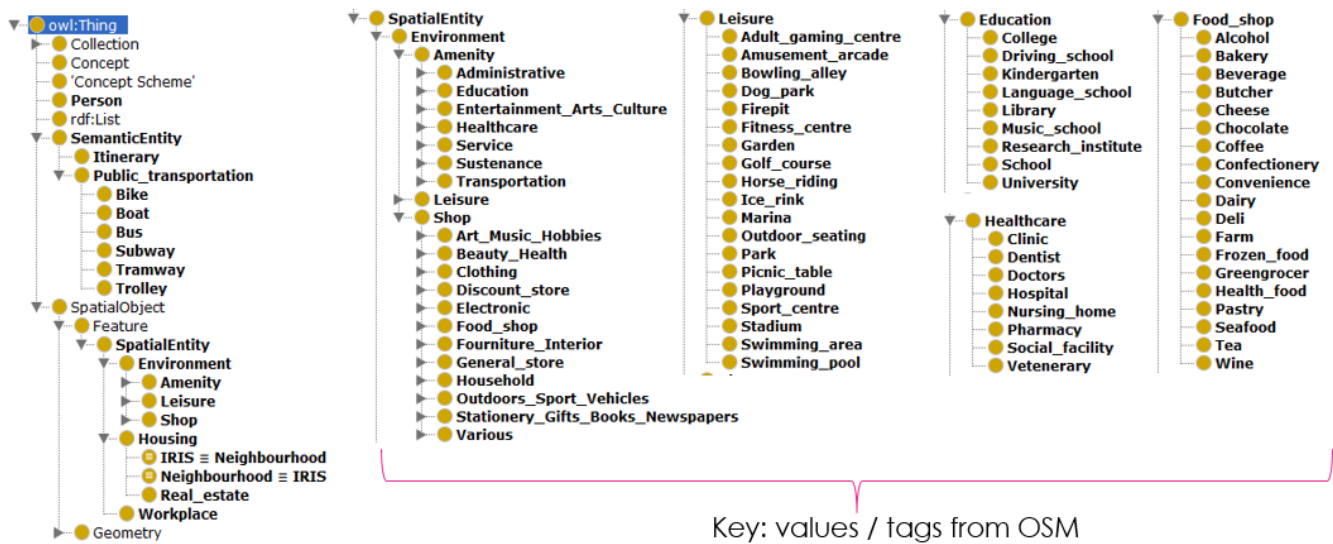 owl:Thing
Collection
Concept
'Concept Scheme'
Person
rdf:List
SemanticEntity
Itinerary
Public_transportation
Bike
Boat
Bus
Subway
Tramway
Trolley
SpatialObject
Feature
SpatialEntity
Environment
Amenity
Leisure
Shop
Housing
IRIS ≡ Neighbourhood
Neighbourhood ≡ IRIS
Real_estate
Workplace
Geometry
SpatialEntity
Environment
Amenity
Administrative
Education
Entertainment_Arts_Culture
Healthcare
Service
Sustenance
Transportation
Leisure
Shop
Art_Music_Hobbies
Beauty_Health
Clothing
Discount_store
Electronic
Food_shop
Fourniture_Interior
General_store
Household
Outdoors_Sport_Vehicles
Stationery_Gifts_Books_Newspapers
Various
Leisure
Adult_gaming_centre
Amusement_arcade
Bowling_alley
Dog_park
Firepit
Fitness_centre
Garden
Golf_course
Horse_riding
Ice_rink
Marina
Outdoor_seating
Park
Picnic_table
Playground
Sport_centre
Stadium
Swimming_area
Swimming_pool
Education
College
Driving_school
Kindergarten
Language_school
Library
Music_school
Research_institute
School
University
Healthcare
Clinic
Dentist
Doctors
Hospital
Nursing_home
Pharmacy
Social_facility
Vetenerary
Food_shop
Alcohol
Bakery
Beverage
Butcher
Cheese
Chocolate
Coffee
Confectionery
Convenience
Dairy
Deli
Farm
Frozen_food
Greengrocer
Health_food
Pastry
Seafood
Tea
Wine
Key: values / tags from OSM